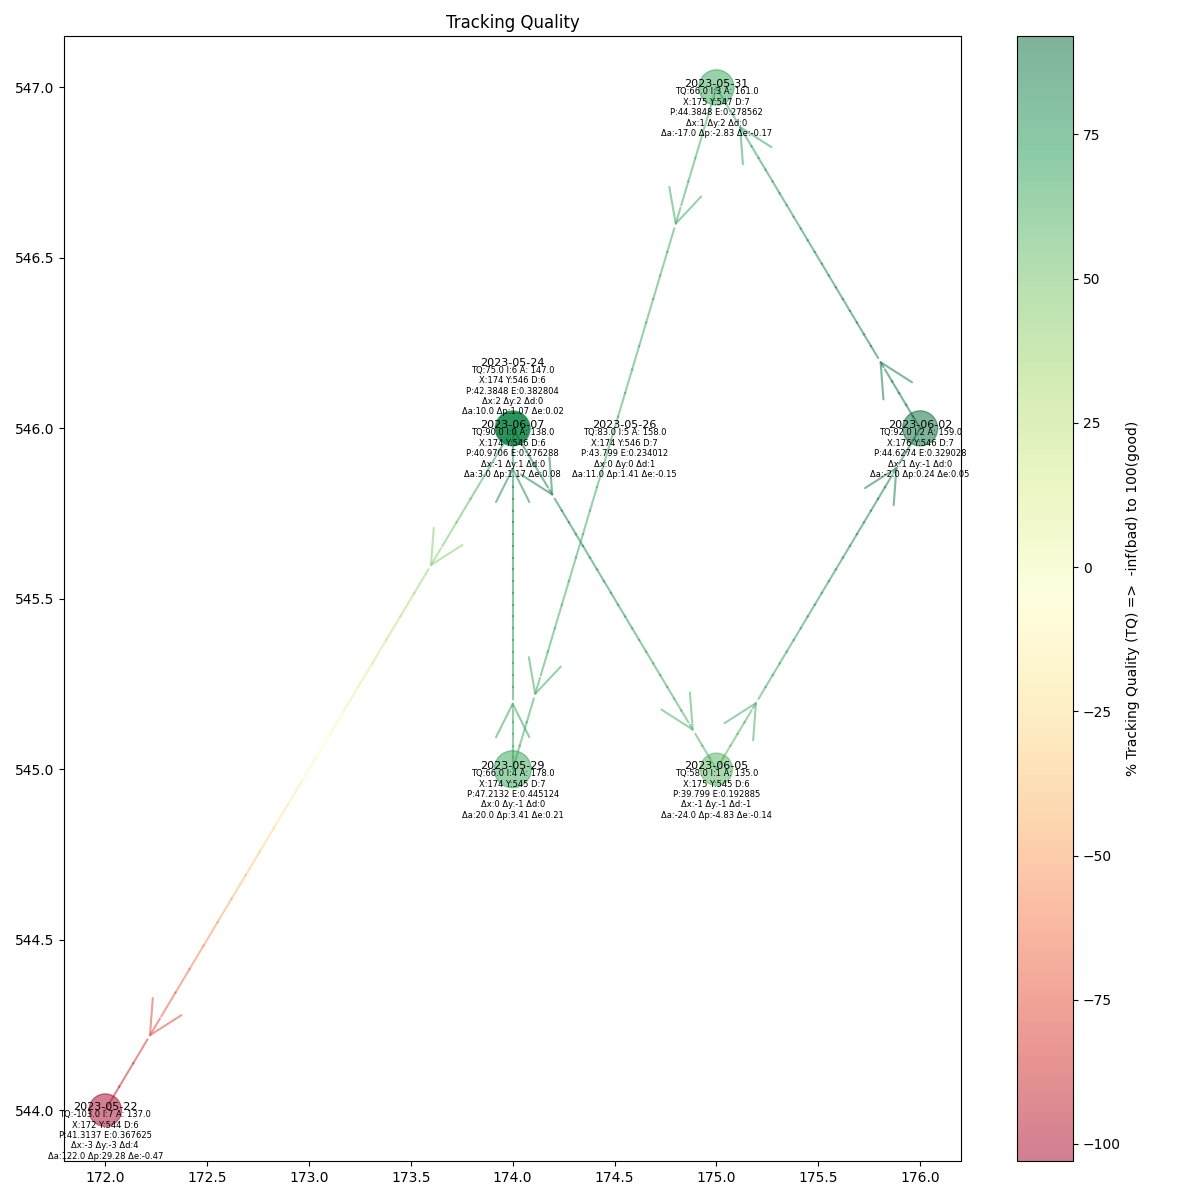 Tracking Quality
547.0
546.5
546.0
545.5
545.0
544.5
544.0
2023-05-31
TQ:66.0 I:3 A: 161.0
X:175 Y:547 D:7
P:44.3848 E:0.278562
Δx:1 Δy:2 Δd:0
Δa:-17.0 Δp:-2.83 Δe:-0.17
2023-05-24
TQ:75.0 I:6 A: 147.0
X:174 Y:546 D:6
P:42.3848 E:0.382804
Δx:2 Δy:2 Δd:0
Δa:10.0 Δp:1.07 Δe:0.02
2023-06-07
TQ:90.0 I:0 A: 138.0
X:174 Y:546 D:6
P:40.9706 E:0.276288
Δx:-1 Δy:1 Δd:0
Δa:3.0 Δp:1.17 Δe:0.08
2023-05-26
TQ:83.0 I:5 A: 158.0
X:174 Y:546 D:7
P:43.799 E:0.234012
Δx:0 Δy:0 Δd:1
Δa:11.0 Δp:1.41 Δe:-0.15
2023-06-02
TQ:92.0 I:2 A: 159.0
X:176 Y:546 D:7
P:44.6274 E:0.329028
Δx:1 Δy:-1 Δd:0
Δa:-2.0 Δp:0.24 Δe:0.05
2023-05-29
TQ:66.0 I:4 A: 178.0
X:174 Y:545 D:7
P:47.2132 E:0.445124
Δx:0 Δy:-1 Δd:0
Δa:20.0 Δp:3.41 Δe:0.21
2023-06-05
TQ:58.0 I:1 A: 135.0
X:175 Y:545 D:6
P:39.799 E:0.192885
Δx:-1 Δy:-1 Δd:-1
Δa:-24.0 Δp:-4.83 Δe:-0.14
2023-05-22
TQ:-103.0 I:7 A: 137.0
X:172 Y:544 D:6
P:41.3137 E:0.367625
Δx:-3 Δy:-3 Δd:4
Δa:122.0 Δp:29.28 Δe:-0.47
172.0 172.5 173.0 173.5 174.0 174.5 175.0 175.5 176.0
75
50
25
0
−25
−50
−75
−100
% Tracking Quality (TQ) => -inf(bad) to 100(good)